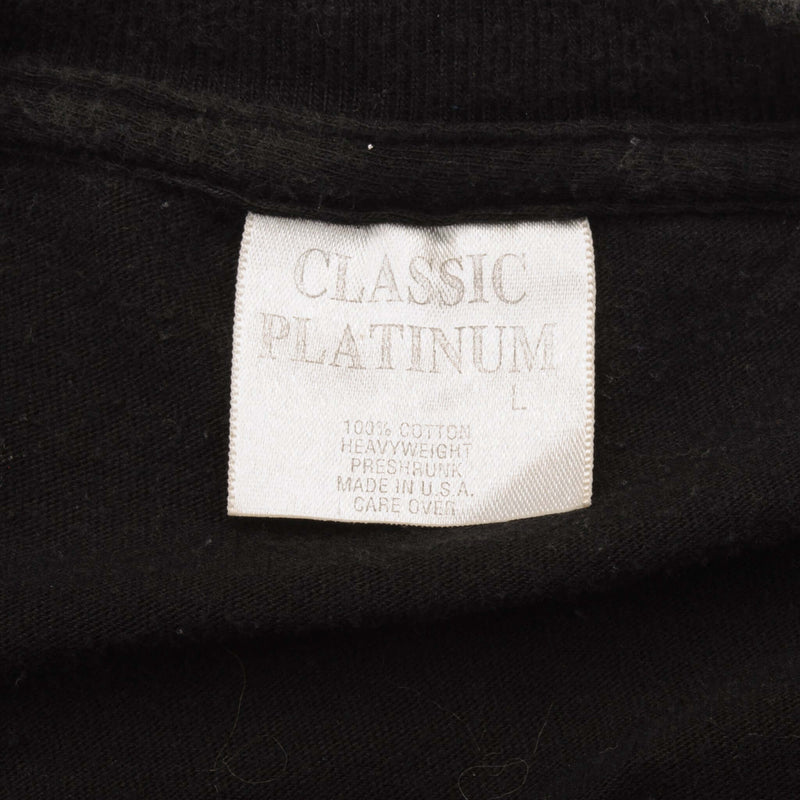 CLASSIC
PLATINUM
L
100% COTTON
HEAVYWEIGHT
PRESHRUNK
MADE IN U.S.A.
CARE OVER